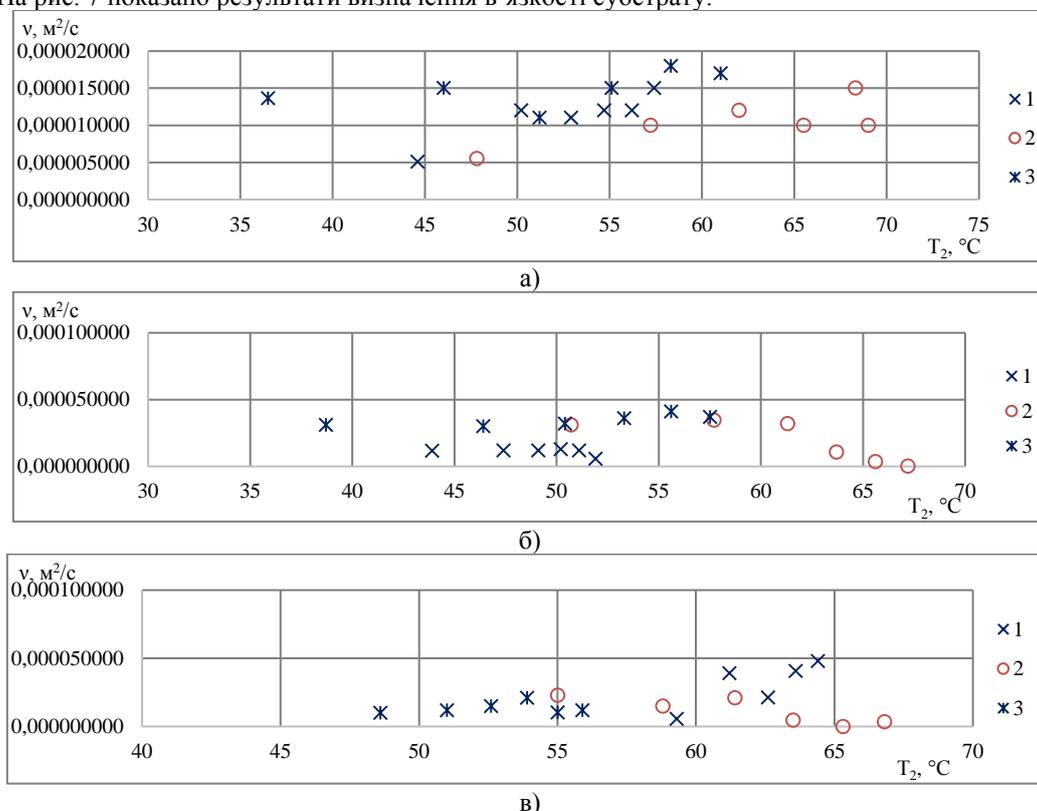 На рис. 7 показано результати визначення в'язкості субстрату.
ν, м²/с
0,000020000
0,000015000
0,000010000
0,000005000
0,000000000
30 35 40 45 50 55 60 65 70 75
T₂, °С
1
2
3
а)
ν, м²/с
0,000100000
0,000050000
0,000000000
30 35 40 45 50 55 60 65 70
T₂, °С
1
2
3
б)
ν, м²/с
0,000100000
0,000050000
0,000000000
40 45 50 55 60 65 70
T₂, °С
1
2
3
в)